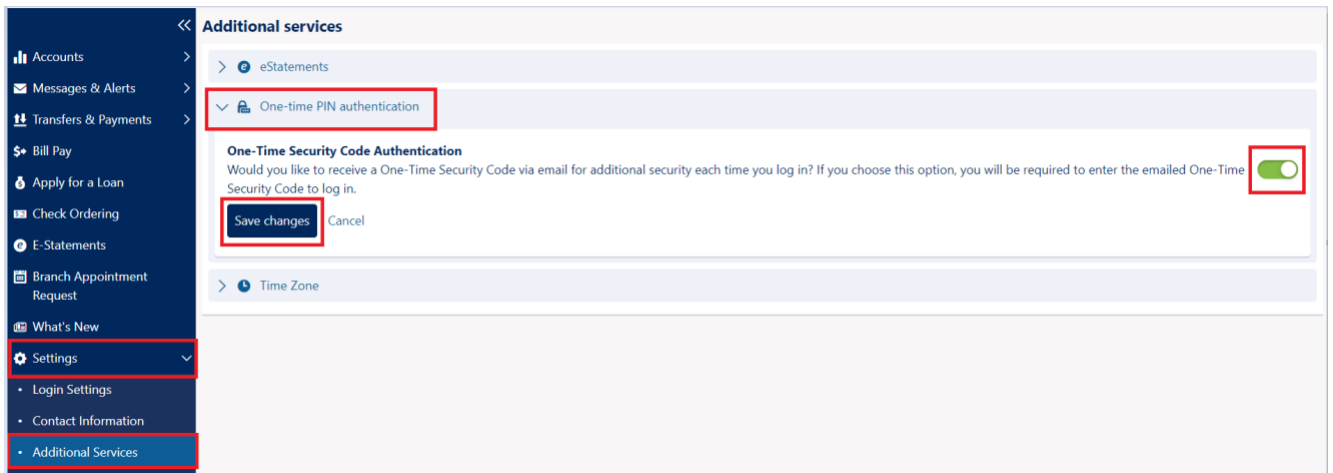 Additional services
Accounts
Messages & Alerts
Transfers & Payments
Bill Pay
Apply for a Loan
Check Ordering
E-Statements
Branch Appointment
Request
What's New
Settings
• Login Settings
• Contact Information
• Additional Services
eStatements
One-time PIN authentication
One-Time Security Code Authentication
Would you like to receive a One-Time Security Code via email for additional security each time you log in? If you choose this option, you will be required to enter the emailed One-Time
Security Code to log in.
Save changes Cancel
Time Zone